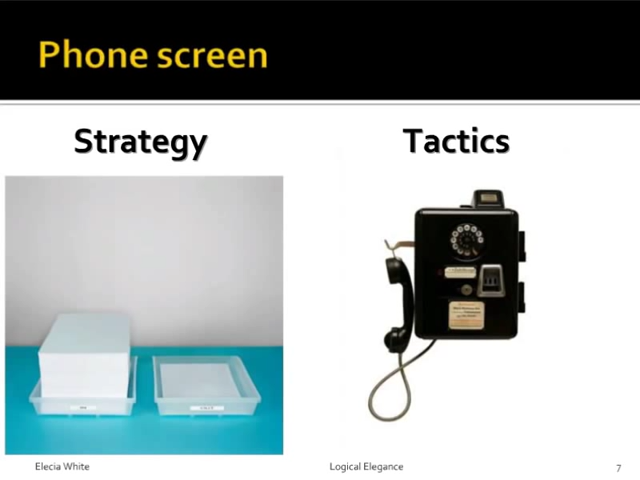 Phone screen
Strategy
Tactics
Elecia White
Logical Elegance
7